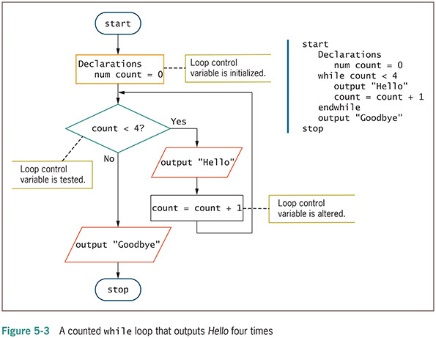 start
Declarations
num count = 0
Loop control
variable is initialized.
count < 4?
Yes
No
Loop control
variable is tested.
output "Hello"
count = count + 1
Loop control
variable is altered.
output "Goodbye"
stop
start
Declarations
num count = 0
while count < 4
output "Hello"
count = count + 1
endwhile
output "Goodbye"
stop
Figure 5-3 A counted while loop that outputs Hello four times